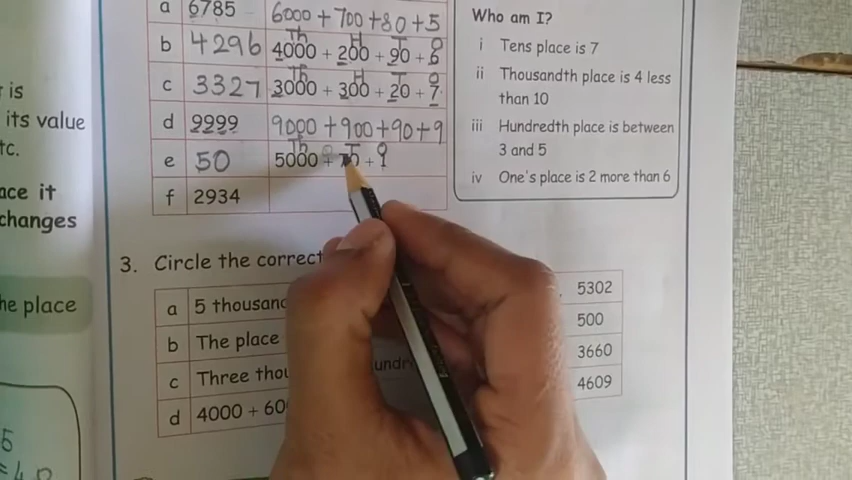 a 6785 6000 + 700 + 80 + 5
Th H T O
b 4296 4000 + 200 + 90 + 6
Th H T O
c 3327 3000 + 300 + 20 + 7
d 9999 9000 + 900 + 90 + 9
Th T O
e 50 5000 + 70 + 1
f 2934
Who am I?
i Tens place is 7
ii Thousandth place is 4 less
than 10
iii Hundredth place is between
3 and 5
iv One's place is 2 more than 6
is
its value
tc.
ace it
changes
he place
3. Circle the correct
a 5 thousand 5302
b The place 500
c Three thou undr 3660
d 4000 + 60 4609
5